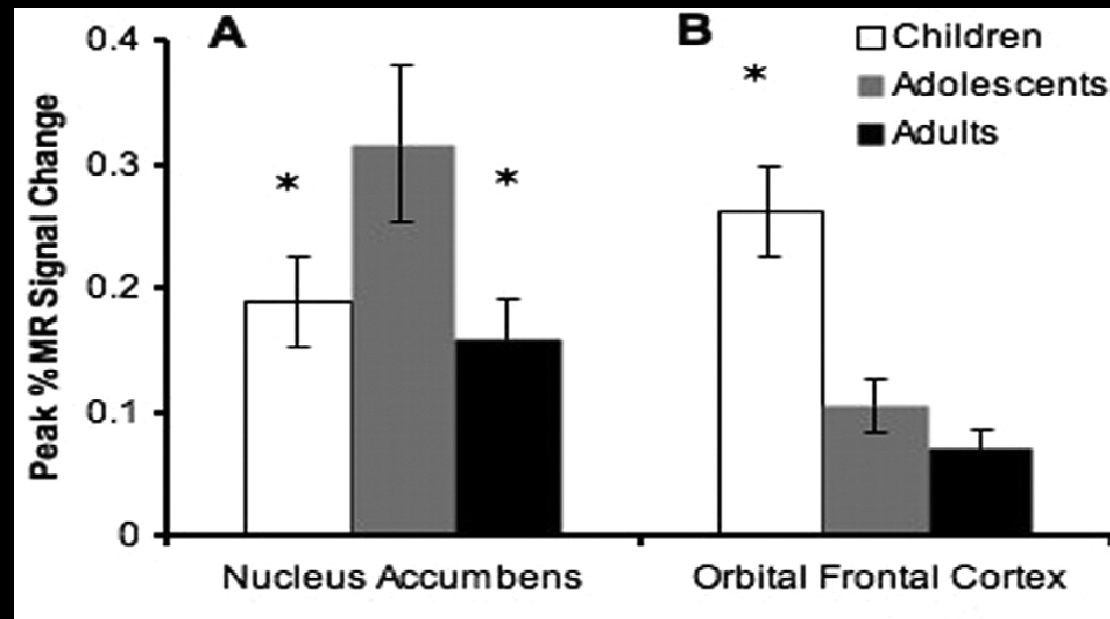 A
B
Children
Adolescents
Adults
*
*
*
Peak % MR Signal Change
0.4
0.3
0.2
0.1
0
Nucleus Accumbens
Orbital Frontal Cortex